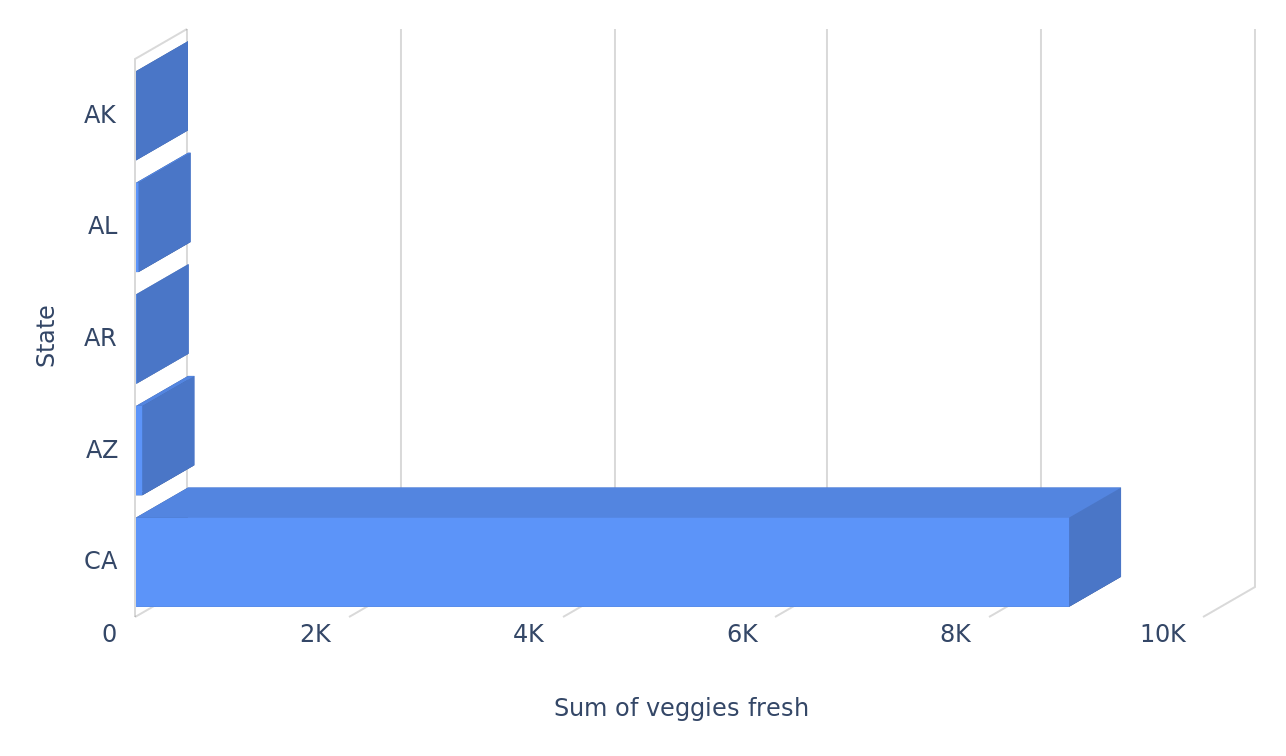 AK
AL
AR
AZ
CA
State
0
2K
4K
6K
8K
10K
Sum of veggies fresh